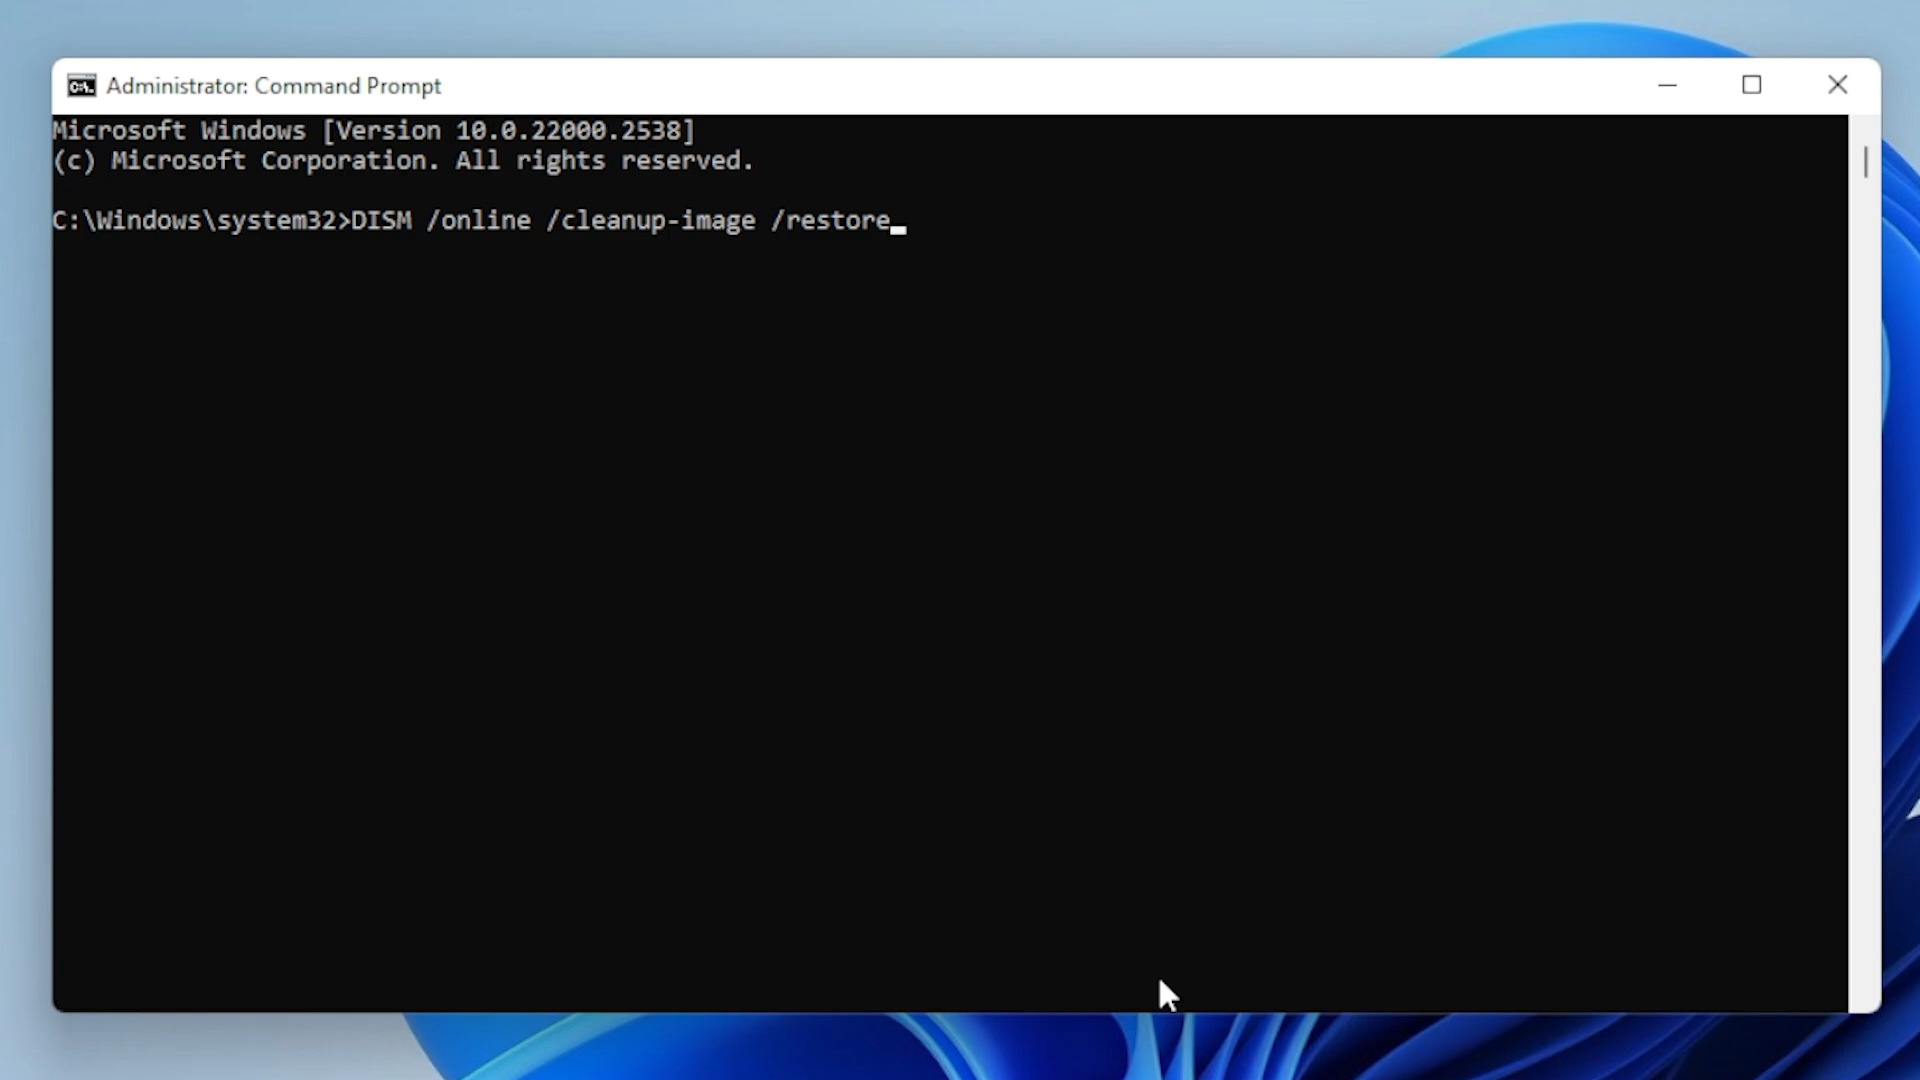 Administrator: Command Prompt
Microsoft Windows [Version 10.0.22000.2538]
(c) Microsoft Corporation. All rights reserved.
C:\Windows\system32>DISM /online /cleanup-image /restore